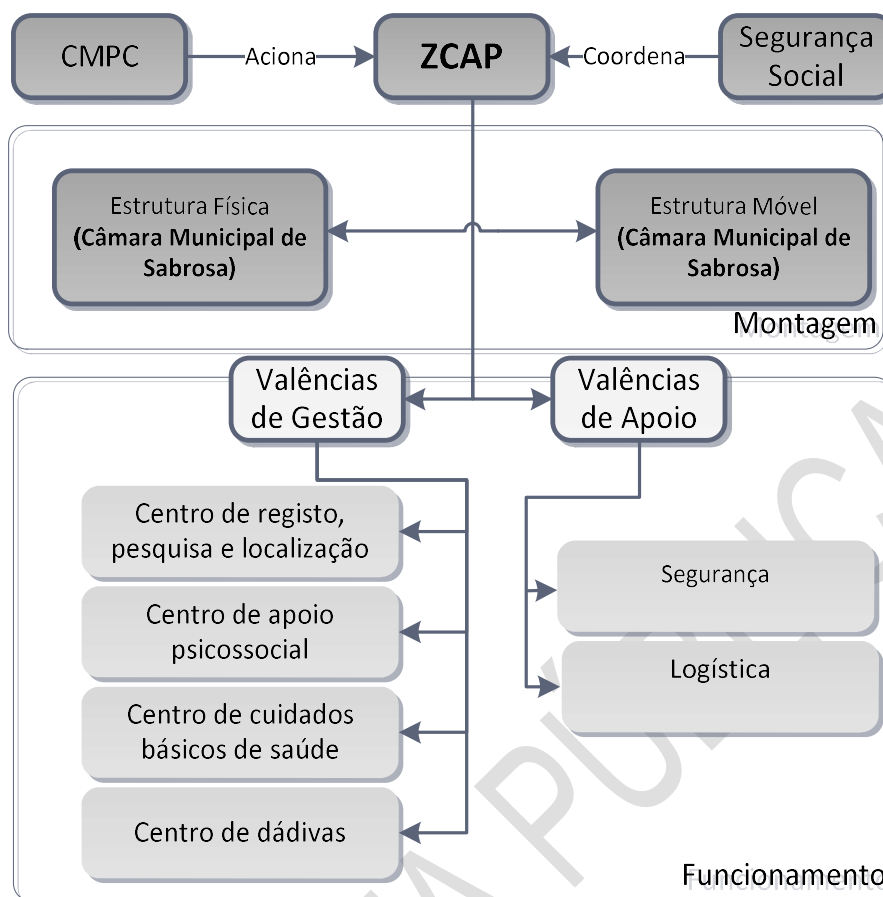 CMPC
Aciona
ZCAP
Coordena
Segurança
Social
Estrutura Física
(Câmara Municipal de
Sabrosa)
Estrutura Móvel
(Câmara Municipal de
Sabrosa)
Montagem
Valências
de Gestão
Valências
de Apoio
Centro de registo,
pesquisa e localização
Centro de apoio
psicossocial
Centro de cuidados
básicos de saúde
Centro de dádivas
Segurança
Logística
Funcionamento